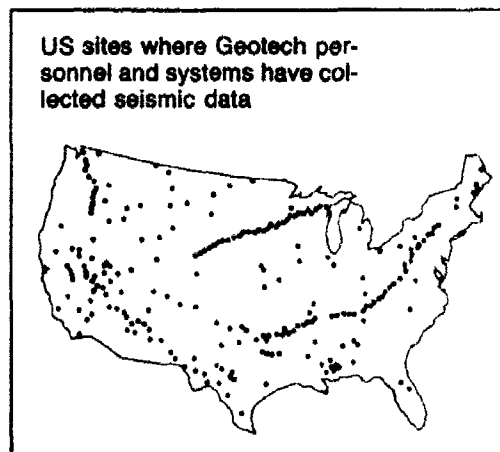 US sites where Geotech per-
sonnel and systems have col-
lected seismic data